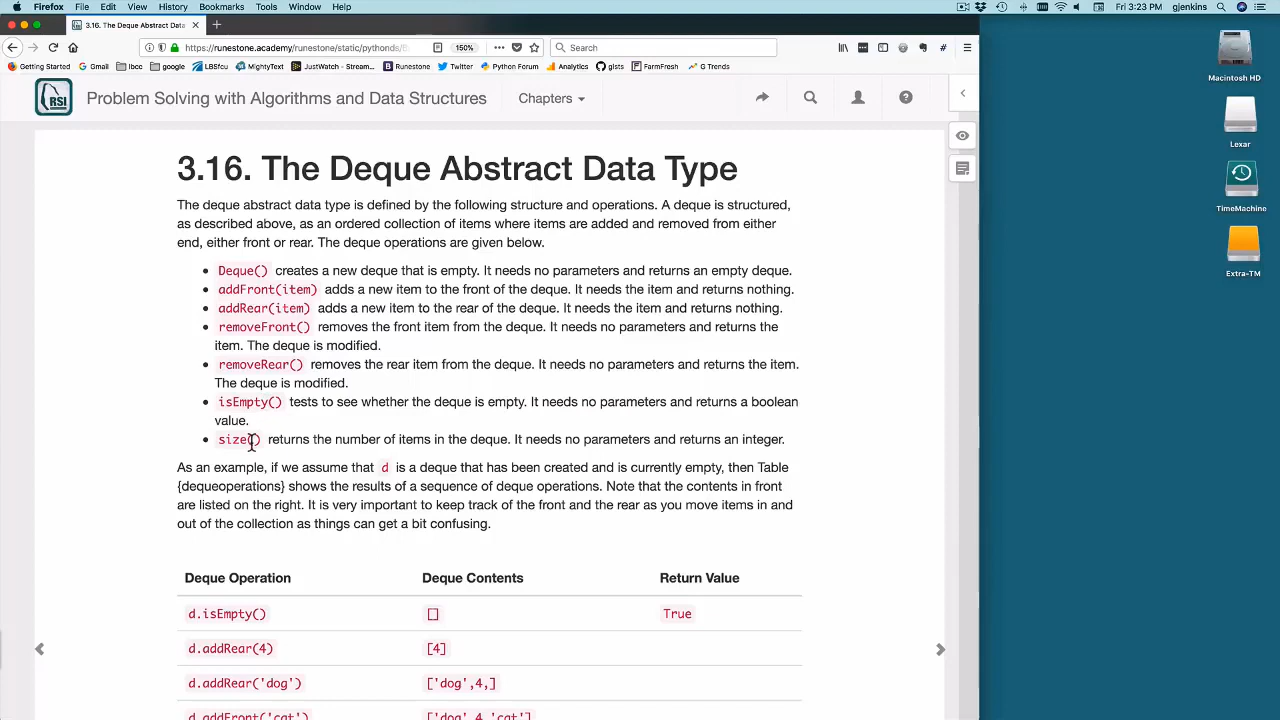 Firefox File Edit View History Bookmarks Tools Window Help Fri 3:23 PM gjenkins
3.16. The Deque Abstract Data
https://runestone.academy/runestone/static/pythonds/ 150% Search
Getting Started Gmail lbcc google LBSfcu MightyText JustWatch - Stream... Runestone Twitter Python Forum Analytics gists FarmFresh G Trends
RSI Problem Solving with Algorithms and Data Structures Chapters
3.16. The Deque Abstract Data Type
The deque abstract data type is defined by the following structure and operations. A deque is structured,
as described above, as an ordered collection of items where items are added and removed from either
end, either front or rear. The deque operations are given below.
• Deque() creates a new deque that is empty. It needs no parameters and returns an empty deque.
• addFront(item) adds a new item to the front of the deque. It needs the item and returns nothing.
• addRear(item) adds a new item to the rear of the deque. It needs the item and returns nothing.
• removeFront() removes the front item from the deque. It needs no parameters and returns the
item. The deque is modified.
• removeRear() removes the rear item from the deque. It needs no parameters and returns the item.
The deque is modified.
• isEmpty() tests to see whether the deque is empty. It needs no parameters and returns a boolean
value.
• size() returns the number of items in the deque. It needs no parameters and returns an integer.
As an example, if we assume that d is a deque that has been created and is currently empty, then Table
{dequeoperations} shows the results of a sequence of deque operations. Note that the contents in front
are listed on the right. It is very important to keep track of the front and the rear as you move items in and
out of the collection as things can get a bit confusing.
Deque Operation Deque Contents Return Value
d.isEmpty() [] True
d.addRear(4) [4]
d.addRear('dog') ['dog',4,]
d.addFront('cat') ['dog',4,'cat']
Macintosh HD
Lexar
TimeMachine
Extra-TM